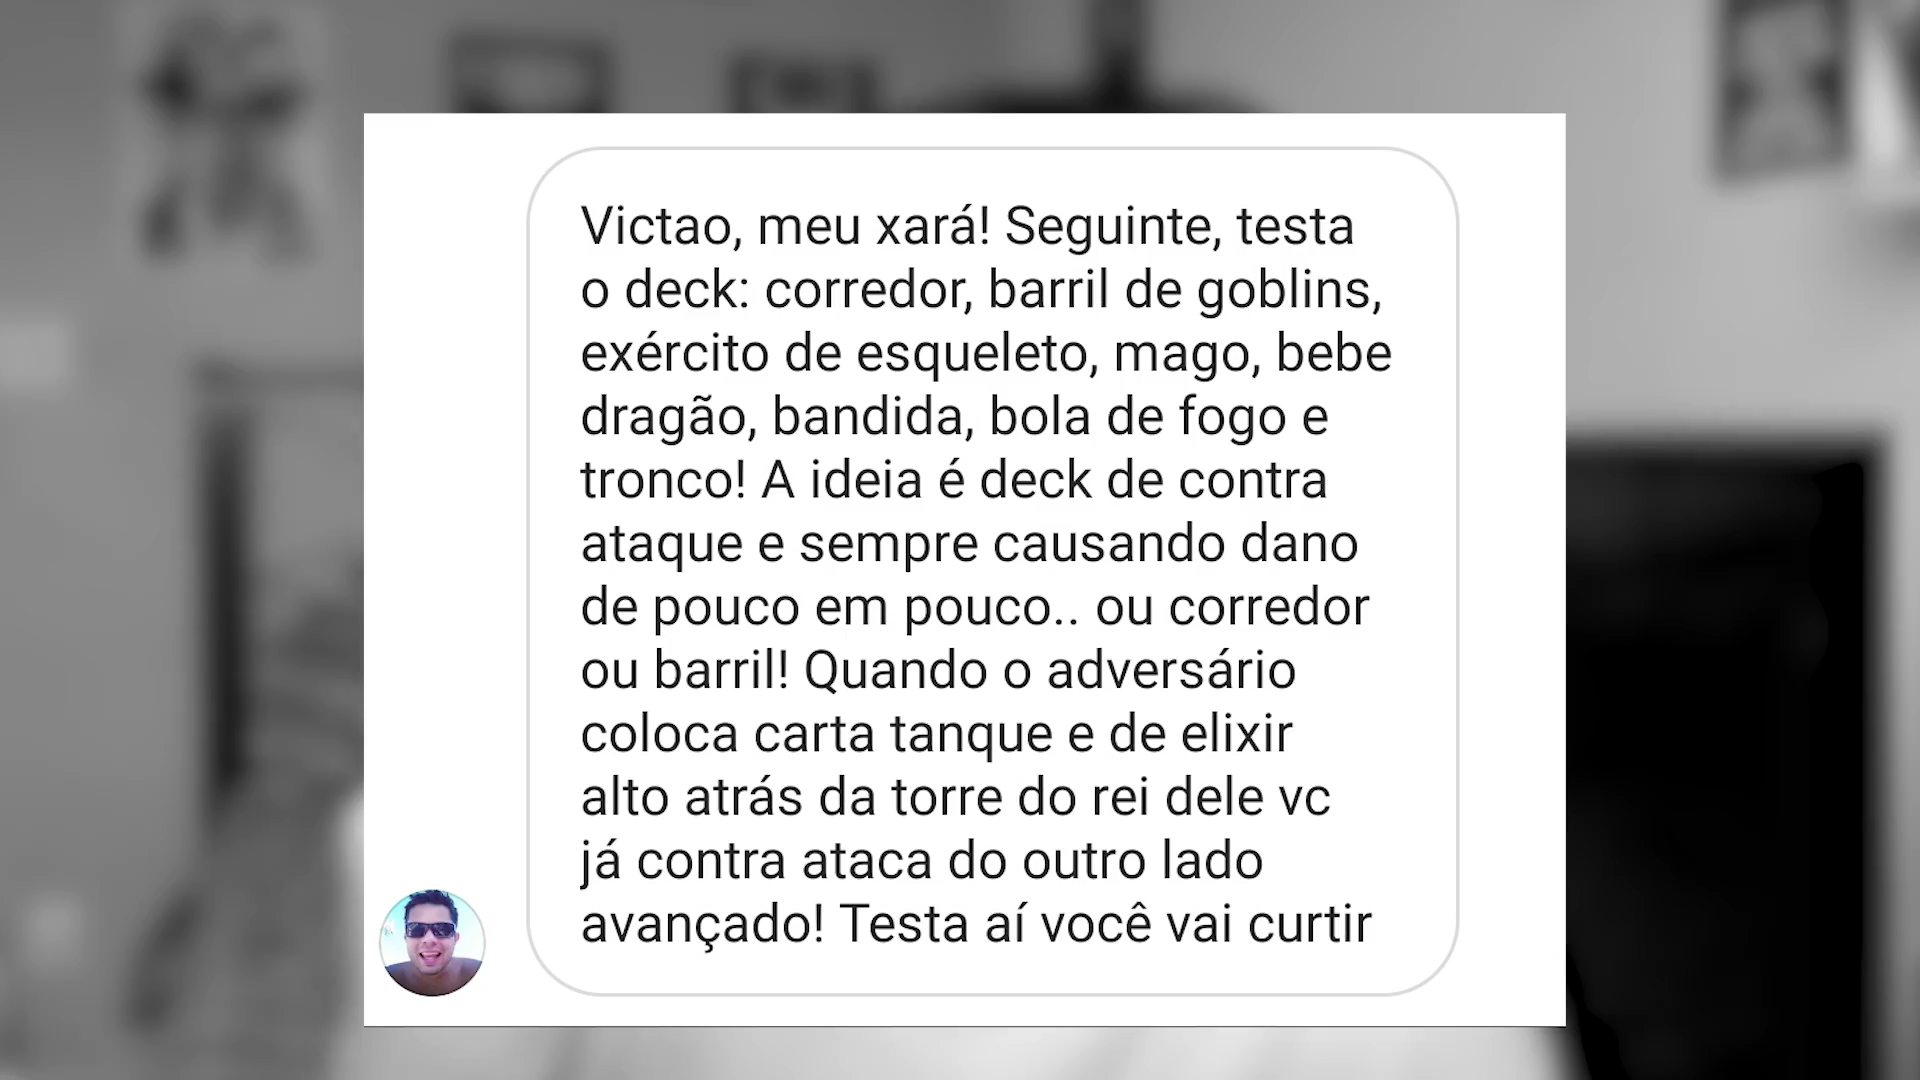 Victao, meu xará! Seguinte, testa
o deck: corredor, barril de goblins,
exército de esqueleto, mago, bebe
dragão, bandida, bola de fogo e
tronco! A ideia é deck de contra
ataque e sempre causando dano
de pouco em pouco.. ou corredor
ou barril! Quando o adversário
coloca carta tanque e de elixir
alto atrás da torre do rei dele vc
já contra ataca do outro lado
avançado! Testa aí você vai curtir